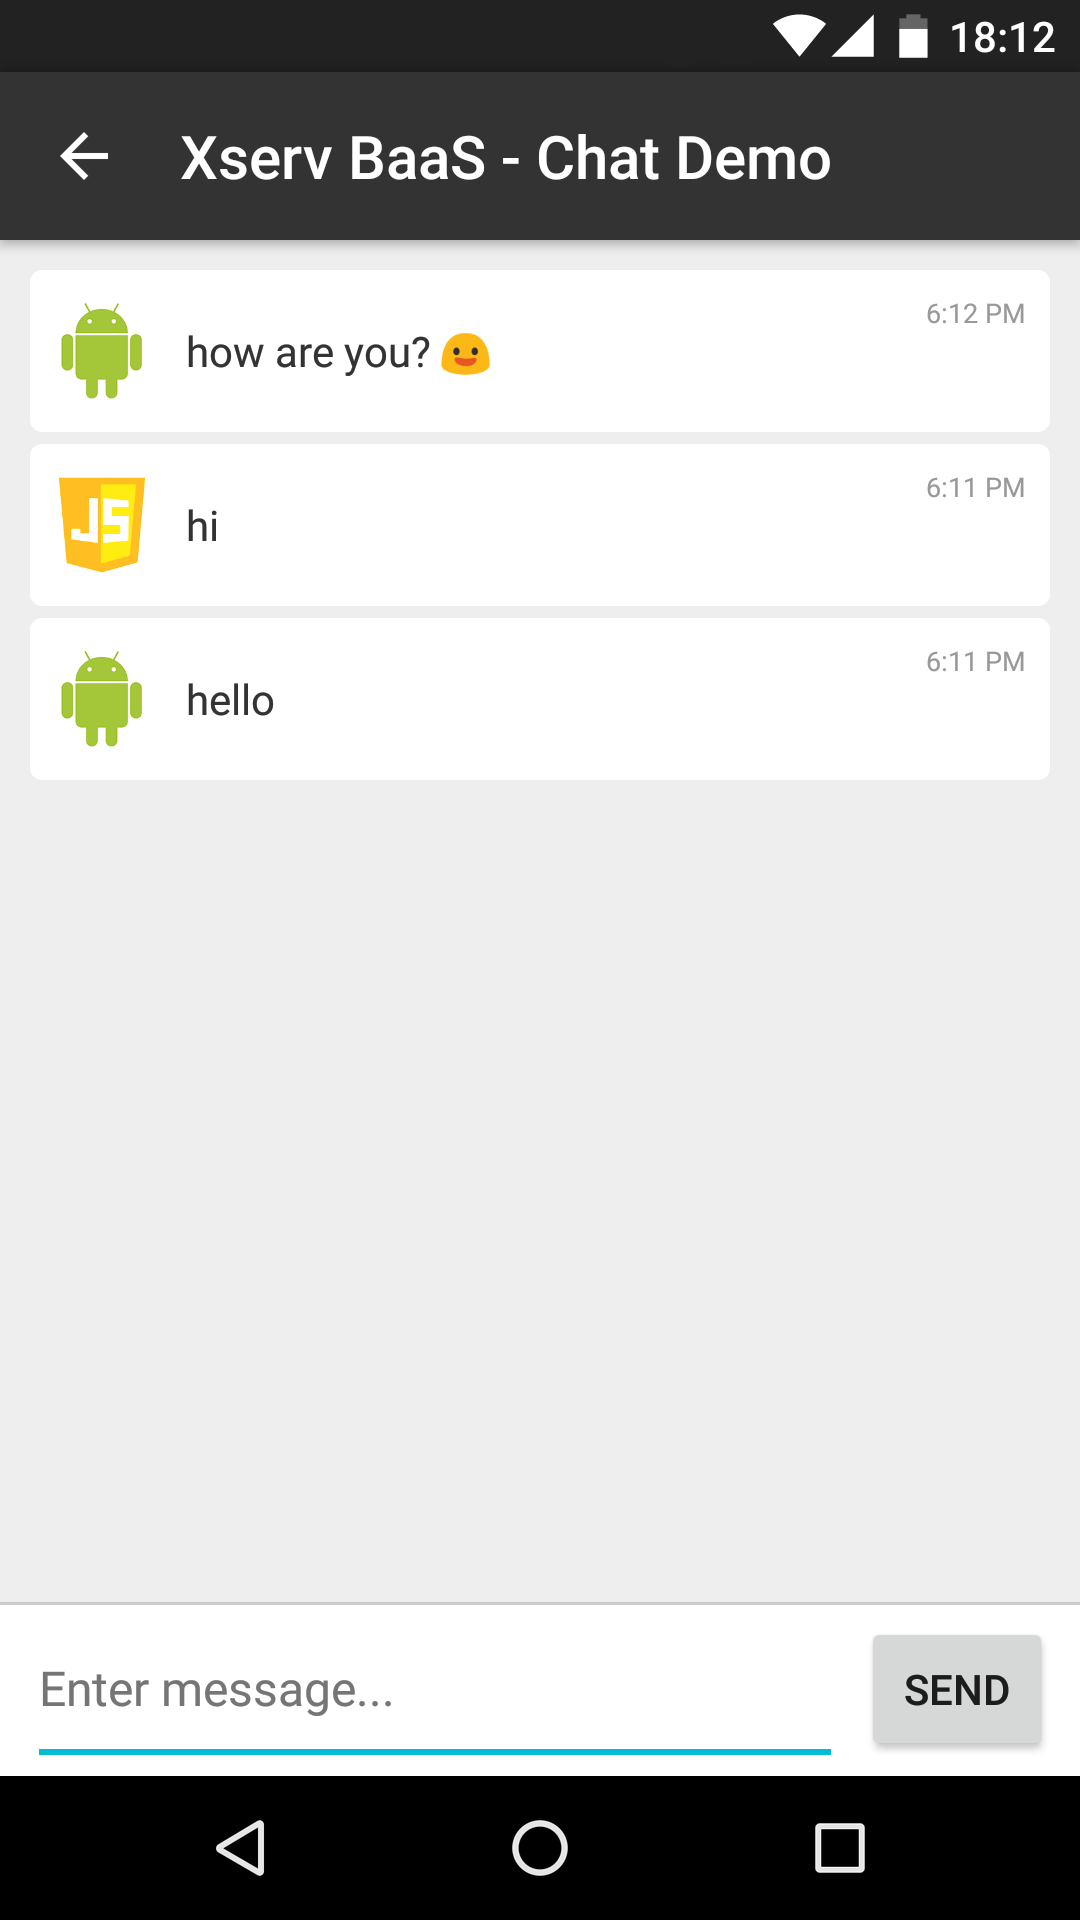 18:12
Xserv BaaS - Chat Demo
6:12 PM
how are you? 😃
6:11 PM
JS
hi
6:11 PM
hello
Enter message...
SEND